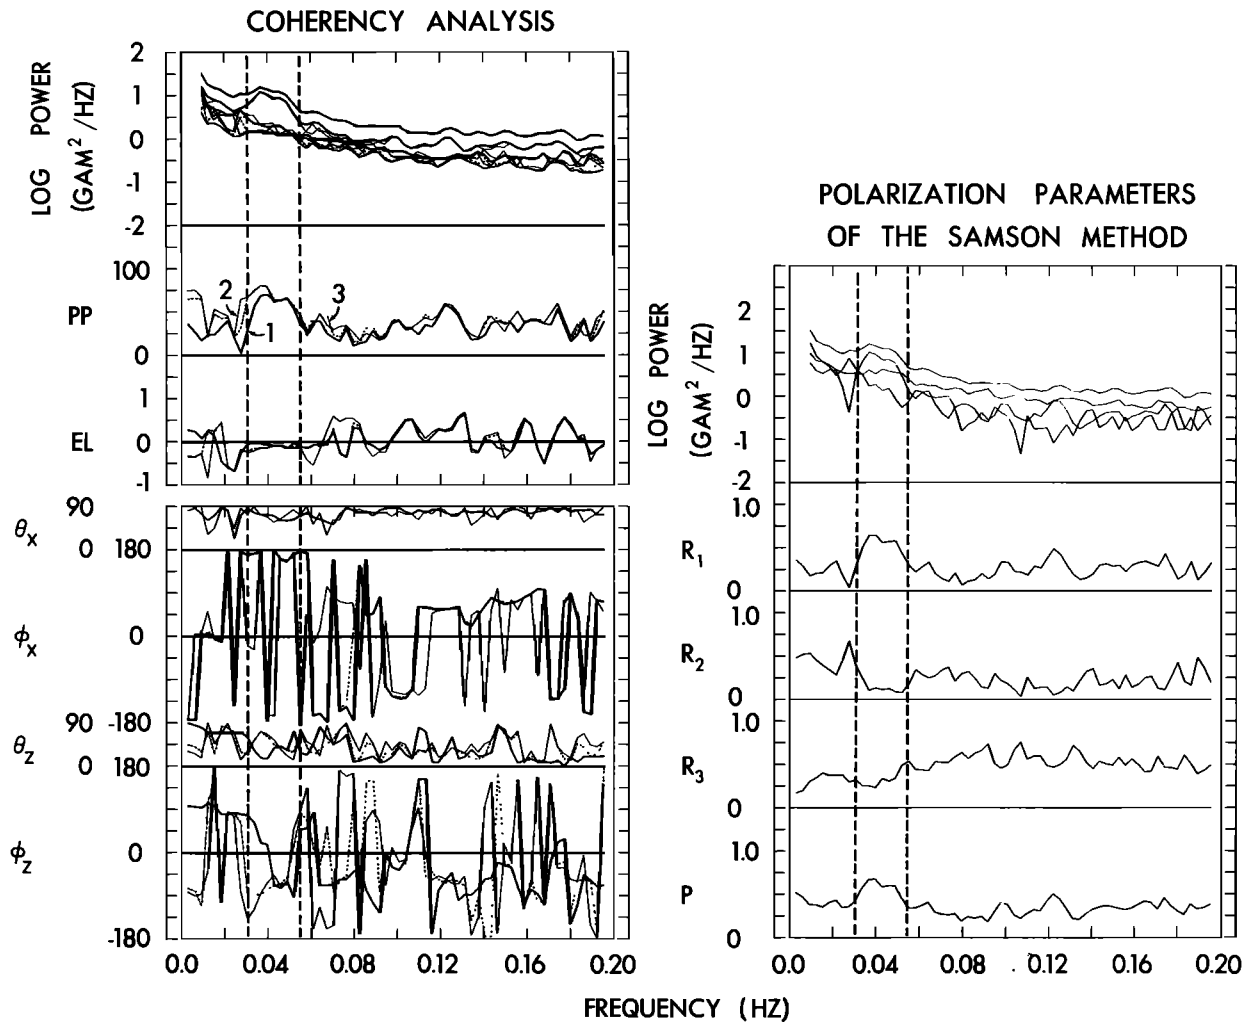 COHERENCY ANALYSIS
LOG POWER
(GAM²/HZ)
2
1
0
-1
-2
PP
100
0
2
1
3
EL
1
0
-1
θx
90
0
ϕx
180
0
-180
θz
90
0
ϕz
180
0
-180
0.0 0.04 0.08 0.12 0.16 0.20
POLARIZATION PARAMETERS
OF THE SAMSON METHOD
LOG POWER
(GAM²/HZ)
2
1
0
-1
-2
R₁
1.0
0
R₂
1.0
0
R₃
1.0
0
P
1.0
0
0.0 0.04 0.08 0.12 0.16 0.20
FREQUENCY (HZ)